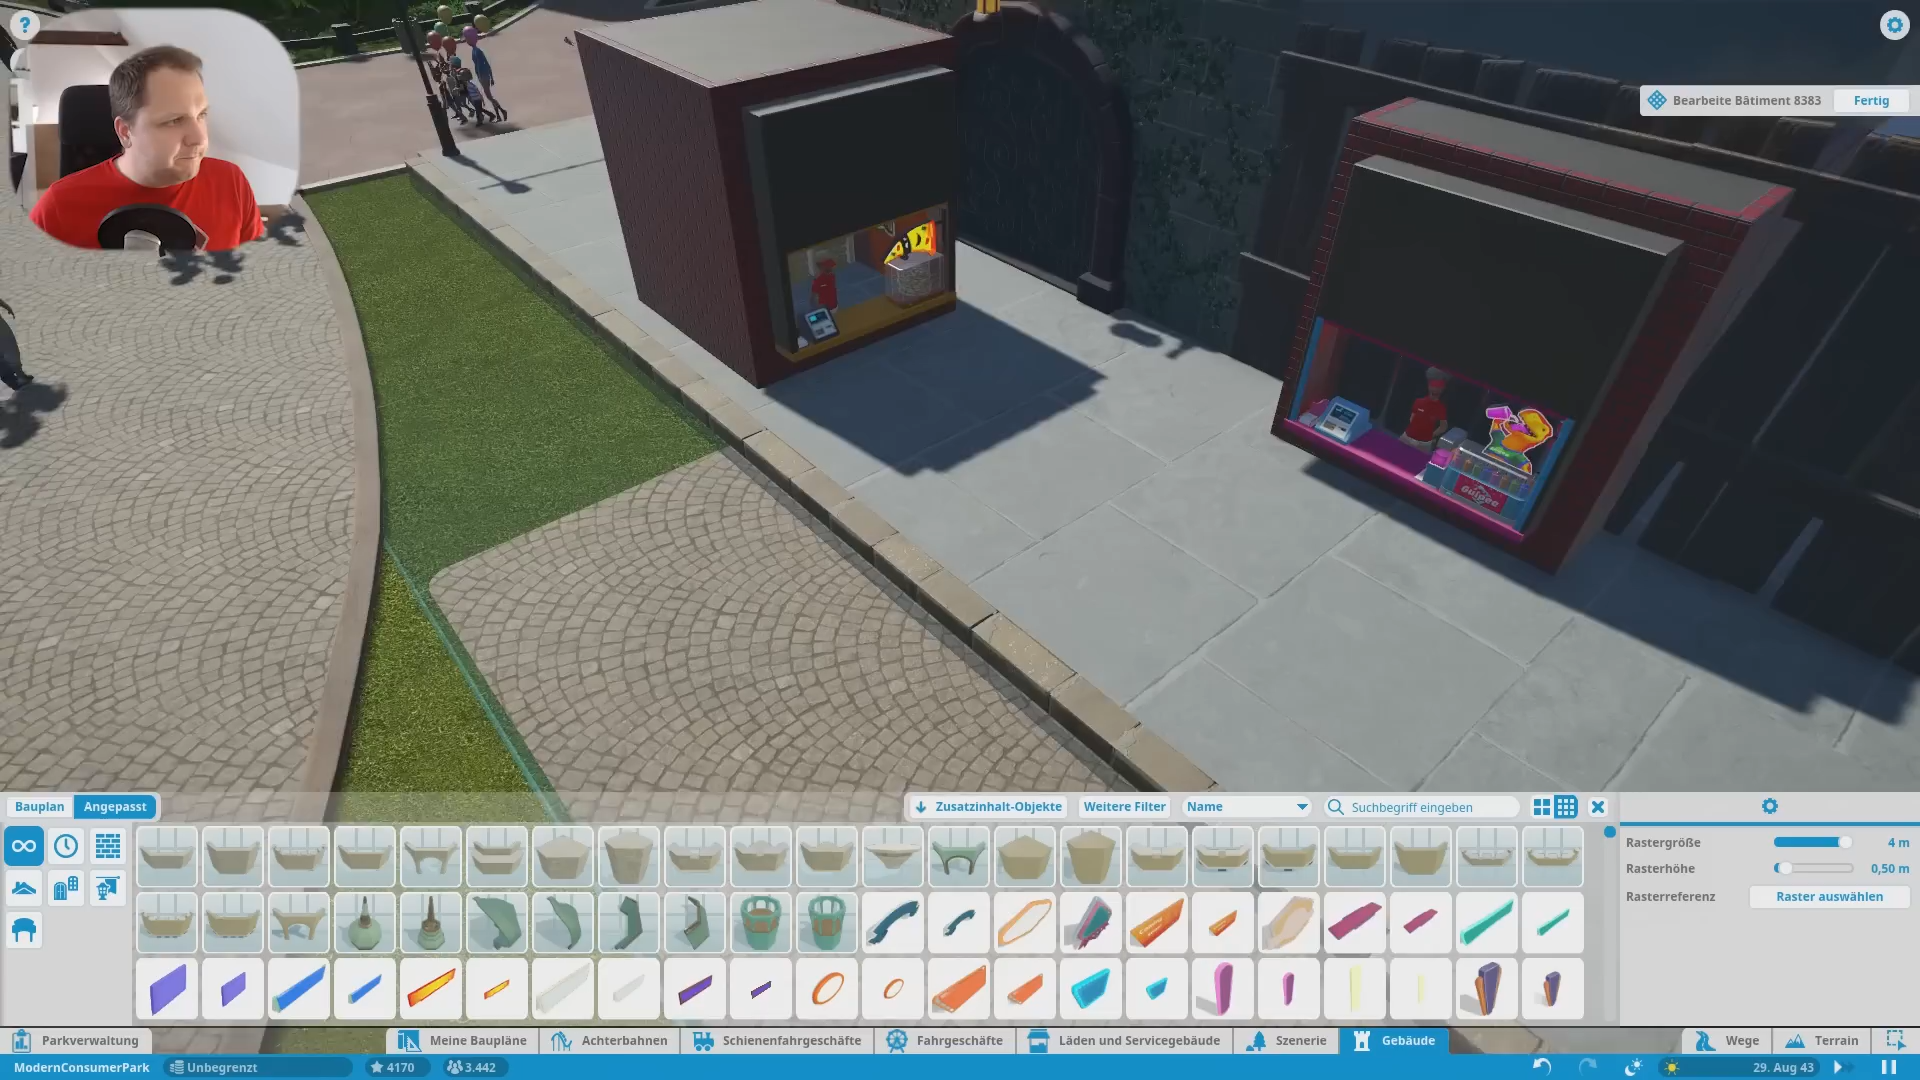 ?
Bearbeite Bâtiment 8383
Fertig
Gulpee
Bauplan
Angepasst
Zusatzinhalt-Objekte
Weitere Filter
Name
Suchbegriff eingeben
Rastergröße
4 m
Rasterhöhe
0,50 m
Rasterreferenz
Raster auswählen
Parkverwaltung
Meine Baupläne
Achterbahnen
Schienenfahrgeschäfte
Fahrgeschäfte
Läden und Servicegebäude
Szenerie
Gebäude
Wege
Terrain
ModernConsumerPark
Unbegrenzt
4170
3.442
29. Aug 43